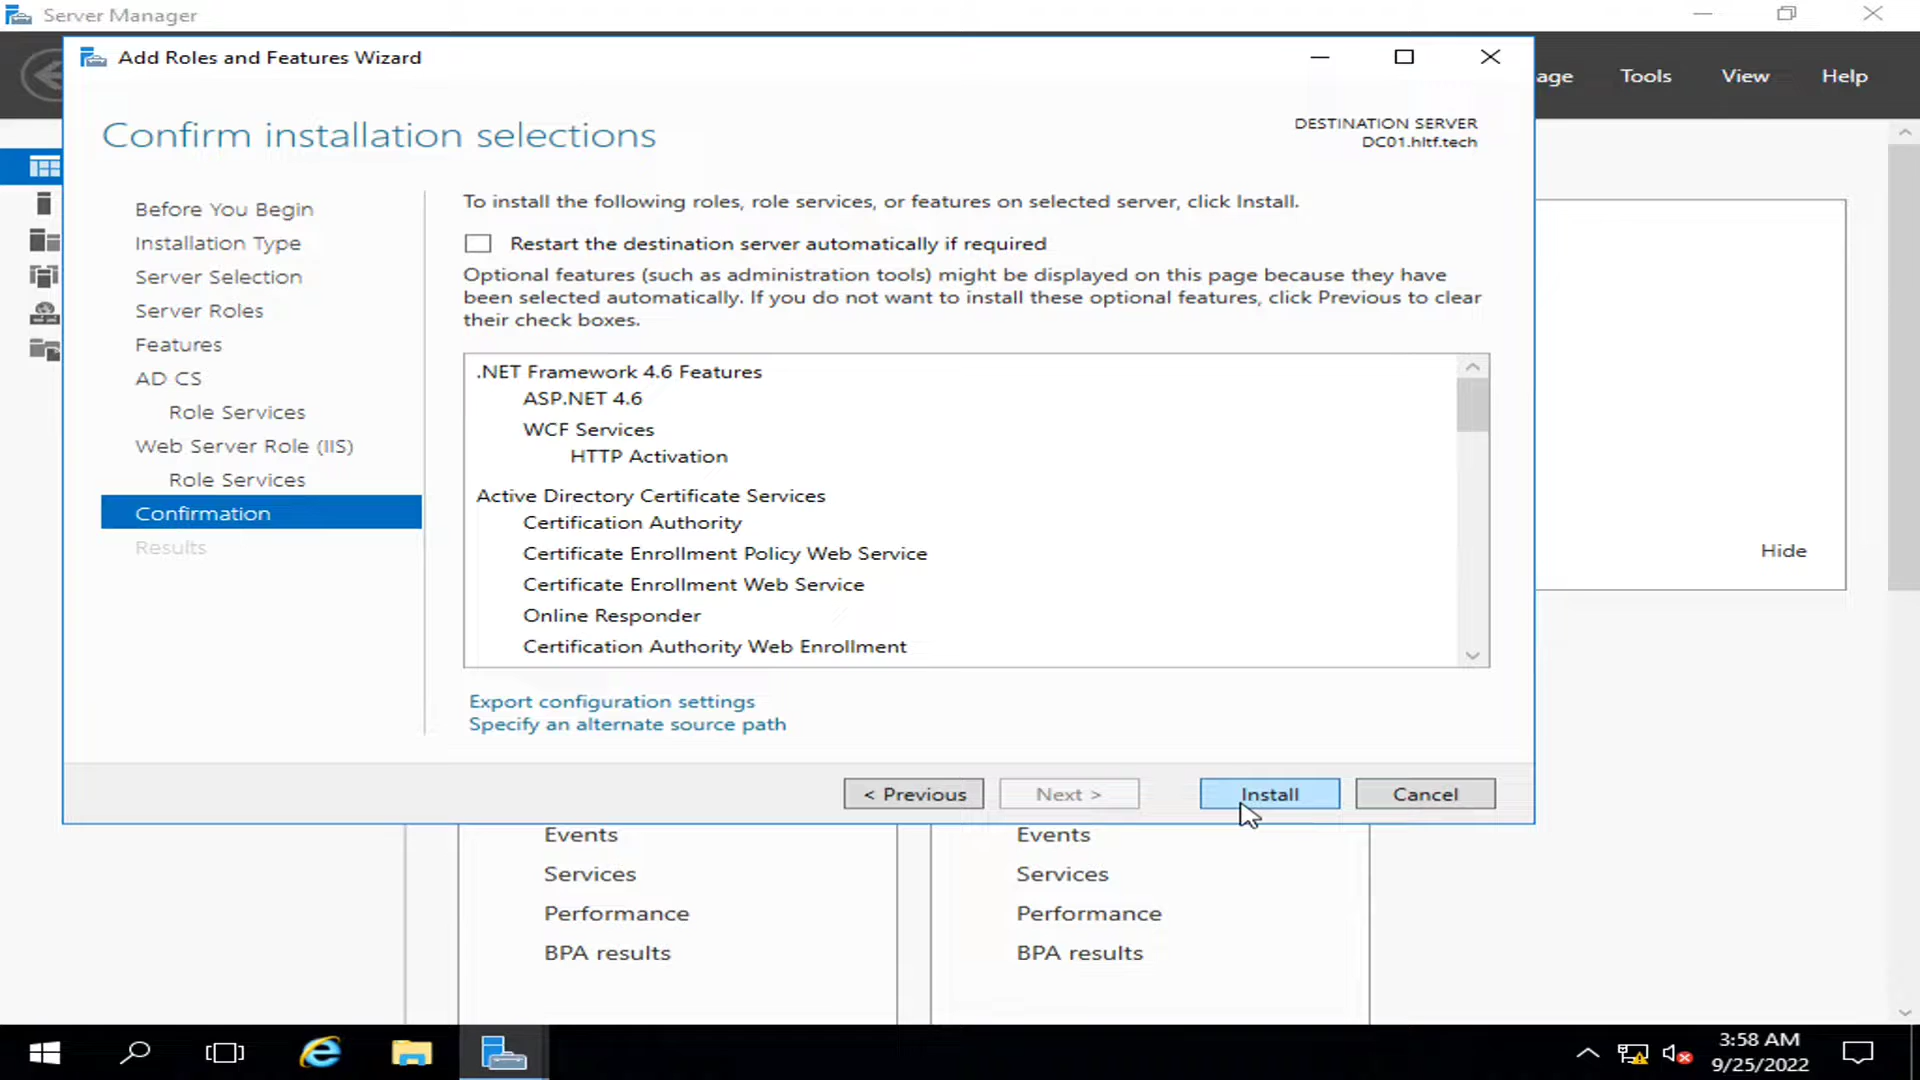 Server Manager
Add Roles and Features Wizard
age
Tools
View
Help
Confirm installation selections
DESTINATION SERVER
DC01.hltf.tech
Before You Begin
Installation Type
Server Selection
Server Roles
Features
AD CS
Role Services
Web Server Role (IIS)
Role Services
Confirmation
Results
To install the following roles, role services, or features on selected server, click Install.
Restart the destination server automatically if required
Optional features (such as administration tools) might be displayed on this page because they have
been selected automatically. If you do not want to install these optional features, click Previous to clear
their check boxes.
.NET Framework 4.6 Features
ASP.NET 4.6
WCF Services
HTTP Activation
Active Directory Certificate Services
Certification Authority
Certificate Enrollment Policy Web Service
Certificate Enrollment Web Service
Online Responder
Certification Authority Web Enrollment
Export configuration settings
Specify an alternate source path
< Previous
Next >
Install
Cancel
Hide
Events
Services
Performance
BPA results
Events
Services
Performance
BPA results
3:58 AM
9/25/2022